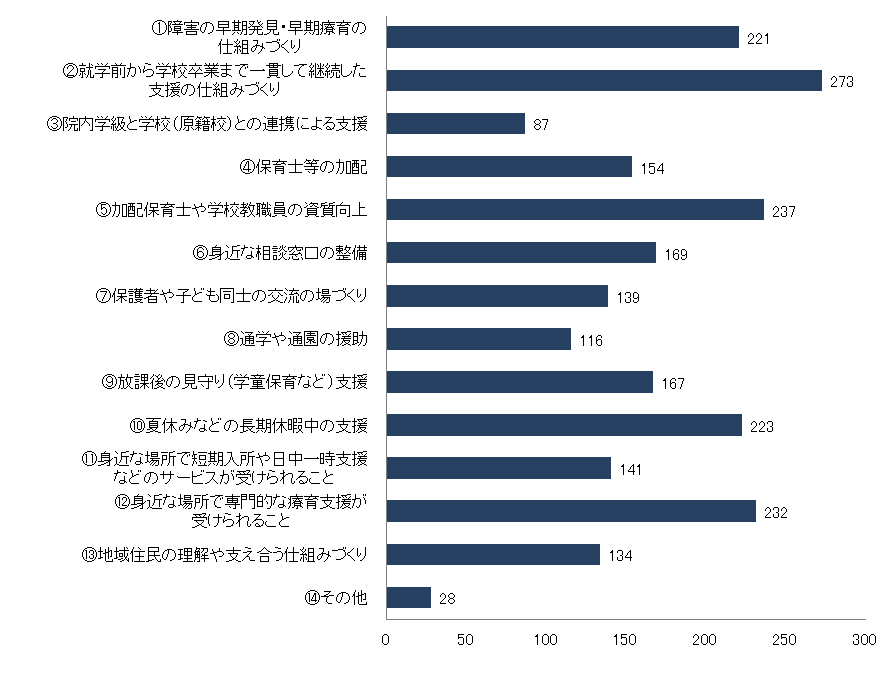 ①障害の早期発見・早期療育の
仕組みづくり
221
②就学前から学校卒業まで一貫して継続した
支援の仕組みづくり
273
③院内学級と学校（原籍校）との連携による支援
87
④保育士等の加配
154
⑤加配保育士や学校教職員の資質向上
237
⑥身近な相談窓口の整備
169
⑦保護者や子ども同士の交流の場づくり
139
⑧通学や通園の援助
116
⑨放課後の見守り（学童保育など）支援
167
⑩夏休みなどの長期休暇中の支援
223
⑪身近な場所で短期入所や日中一時支援
などのサービスが受けられること
141
⑫身近な場所で専門的な療育支援が
受けられること
232
⑬地域住民の理解や支え合う仕組みづくり
134
⑭その他
28
0 50 100 150 200 250 300